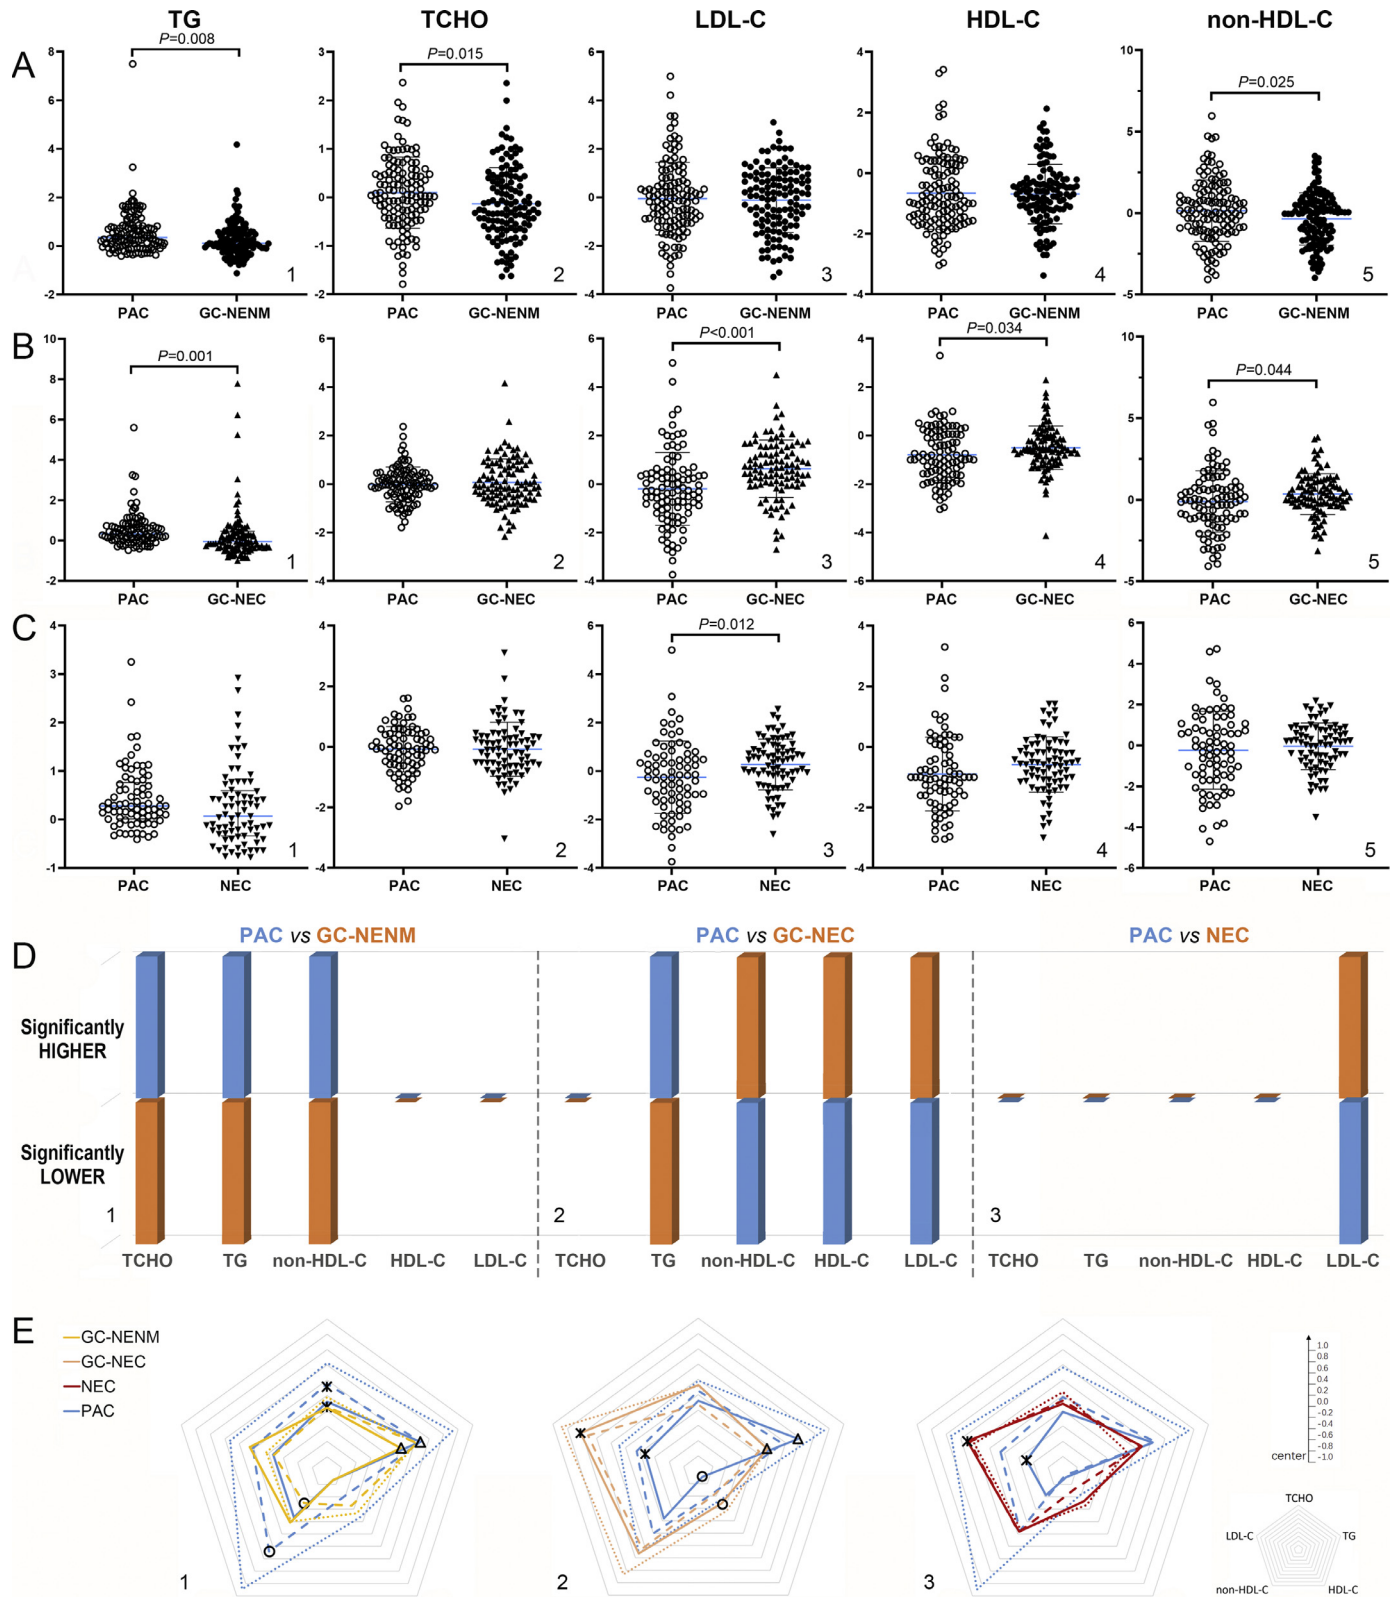 TG TCHO LDL-C HDL-C non-HDL-C
A
P=0.008
8
6
4
2
0
-2
PAC GC-NENM
1
P=0.015
3
2
1
0
-1
-2
PAC GC-NENM
2
6
4
2
0
-2
-4
PAC GC-NENM
3
4
2
0
-2
-4
PAC GC-NENM
4
P=0.025
10
5
0
-5
PAC GC-NENM
5
B
P=0.001
10
8
6
4
2
0
-2
PAC GC-NEC
1
6
4
2
0
-2
-4
PAC GC-NEC
2
P<0.001
6
4
2
0
-2
-4
PAC GC-NEC
3
P=0.034
4
2
0
-2
-4
-6
PAC GC-NEC
4
P=0.044
10
5
0
-5
PAC GC-NEC
5
C
4
3
2
1
0
-1
PAC NEC
1
4
2
0
-2
-4
PAC NEC
2
P=0.012
6
4
2
0
-2
-4
PAC NEC
3
4
2
0
-2
-4
PAC NEC
4
6
4
2
0
-2
-4
-6
PAC NEC
5
D
PAC vs GC-NENM PAC vs GC-NEC PAC vs NEC
Significantly
HIGHER
Significantly
LOWER
1 2 3
TCHO TG non-HDL-C HDL-C LDL-C TCHO TG non-HDL-C HDL-C LDL-C TCHO TG non-HDL-C HDL-C LDL-C
E
GC-NENM
GC-NEC
NEC
PAC
1
2
3
1.0
0.8
0.6
0.4
0.2
0.0
-0.2
-0.4
-0.6
-0.8
center -1.0
TCHO
LDL-C TG
non-HDL-C HDL-C